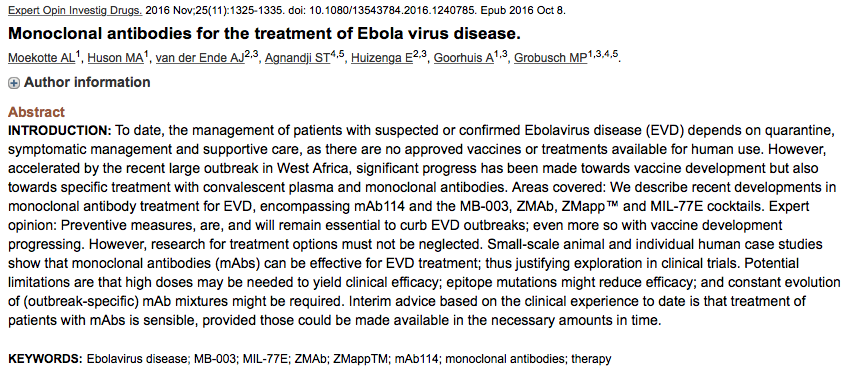 Expert Opin Investig Drugs. 2016 Nov;25(11):1325-1335. doi: 10.1080/13543784.2016.1240785. Epub 2016 Oct 8.
Monoclonal antibodies for the treatment of Ebola virus disease.
Moekotte AL1, Huson MA1, van der Ende AJ2,3, Agnandji ST4,5, Huizenga E2,3, Goorhuis A1,3, Grobusch MP1,3,4,5.
Author information
Abstract
INTRODUCTION: To date, the management of patients with suspected or confirmed Ebolavirus disease (EVD) depends on quarantine,
symptomatic management and supportive care, as there are no approved vaccines or treatments available for human use. However,
accelerated by the recent large outbreak in West Africa, significant progress has been made towards vaccine development but also
towards specific treatment with convalescent plasma and monoclonal antibodies. Areas covered: We describe recent developments in
monoclonal antibody treatment for EVD, encompassing mAb114 and the MB-003, ZMAb, ZMapp™ and MIL-77E cocktails. Expert
opinion: Preventive measures, are, and will remain essential to curb EVD outbreaks; even more so with vaccine development
progressing. However, research for treatment options must not be neglected. Small-scale animal and individual human case studies
show that monoclonal antibodies (mAbs) can be effective for EVD treatment; thus justifying exploration in clinical trials. Potential
limitations are that high doses may be needed to yield clinical efficacy; epitope mutations might reduce efficacy; and constant evolution
of (outbreak-specific) mAb mixtures might be required. Interim advice based on the clinical experience to date is that treatment of
patients with mAbs is sensible, provided those could be made available in the necessary amounts in time.
KEYWORDS: Ebolavirus disease; MB-003; MIL-77E; ZMAb; ZMappTM; mAb114; monoclonal antibodies; therapy